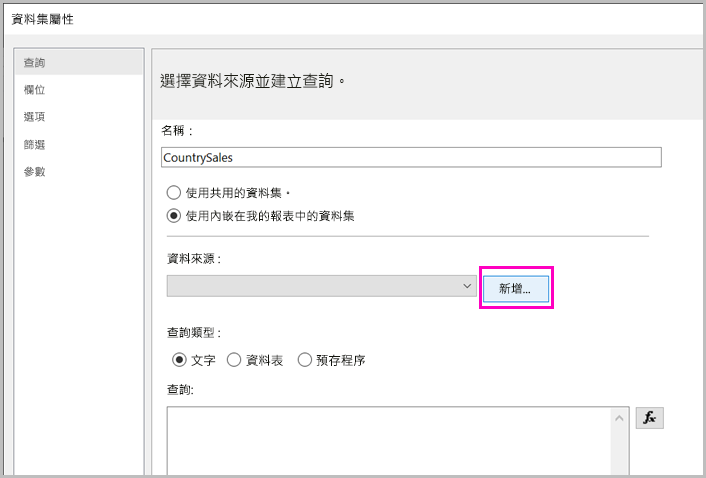 資料集屬性
查詢
欄位
選項
篩選
參數
選擇資料來源並建立查詢。
名稱：
CountrySales
使用共用的資料集。
使用內嵌在我的報表中的資料集
資料來源：
新增...
查詢類型：
文字 資料表 預存程序
查詢:
fx